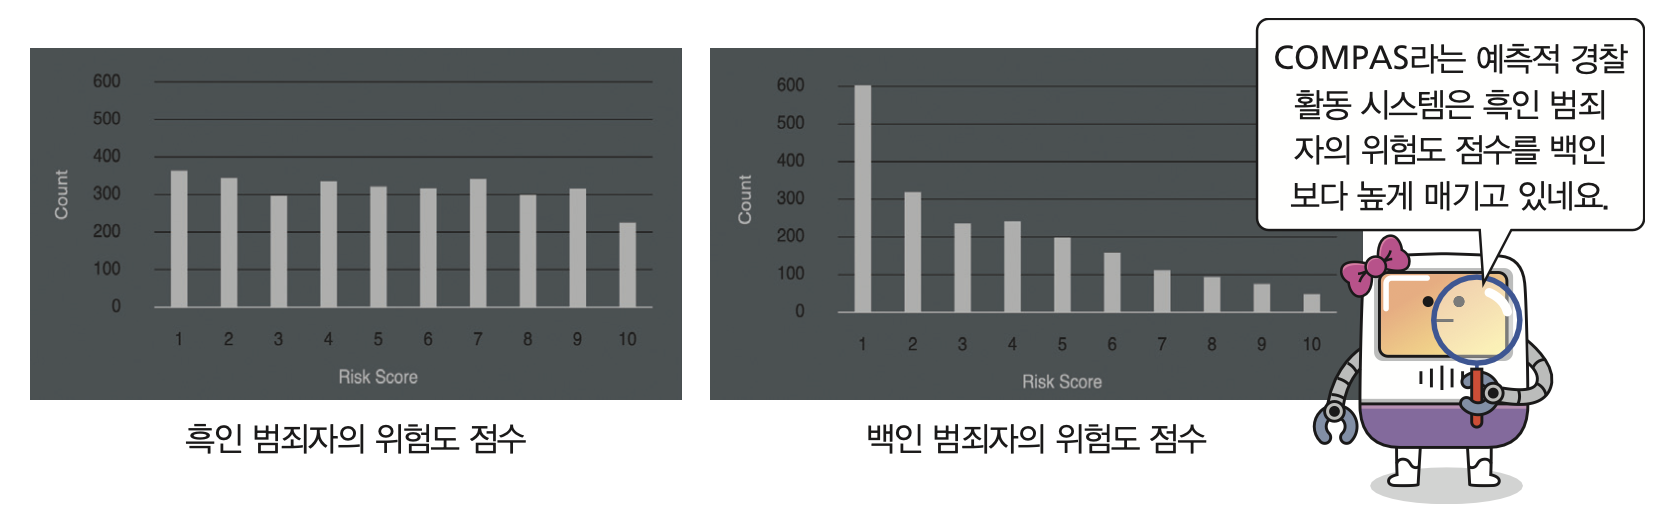 600
500
400
300
200
100
0
Count
1 2 3 4 5 6 7 8 9 10
Risk Score
흑인 범죄자의 위험도 점수
600
500
400
300
200
100
0
Count
1 2 3 4 5 6 7 8 9 10
Risk Score
백인 범죄자의 위험도 점수
COMPAS라는 예측적 경찰
활동 시스템은 흑인 범죄
자의 위험도 점수를 백인
보다 높게 매기고 있네요.